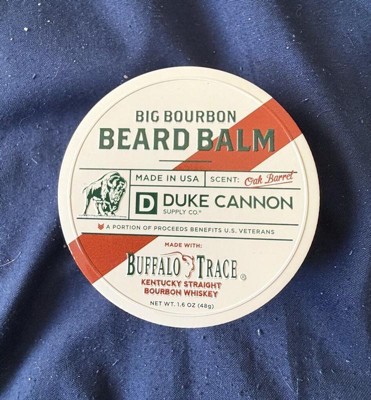 BIG BOURBON
BEARD BALM
MADE IN USA
SCENT: Oak Barrel
D DUKE CANNON
SUPPLY CO.®
A PORTION OF PROCEEDS BENEFITS U.S. VETERANS
MADE WITH:
BUFFALO TRACE®
KENTUCKY STRAIGHT
BOURBON WHISKEY
NET WT. 1.6 OZ (48g)